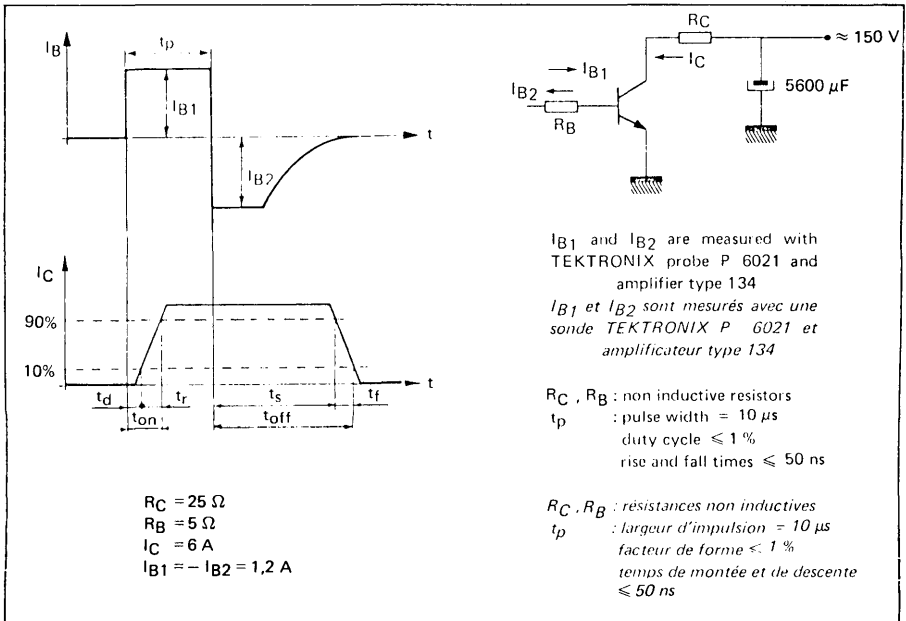 I_B
t_p
I_B1
t
I_B2
I_C
90%
10%
t
t_d
t_r
t_s
t_f
t_on
t_off
R_C = 25 Ω
R_B = 5 Ω
I_C = 6 A
I_B1 = – I_B2 = 1,2 A
R_C
≈ 150 V
I_C
I_B1
I_B2
5600 µF
R_B
I_B1 and I_B2 are measured with
TEKTRONIX probe P 6021 and
amplifier type 134
I_B1 et I_B2 sont mesurés avec une
sonde TEKTRONIX P 6021 et
amplificateur type 134
R_C , R_B : non inductive resistors
t_p : pulse width = 10 µs
duty cycle ⩽ 1 %
rise and fall times ⩽ 50 ns
R_C , R_B : résistances non inductives
t_p : largeur d'impulsion = 10 µs
facteur de forme ⩽ 1 %
temps de montée et de descente
⩽ 50 ns